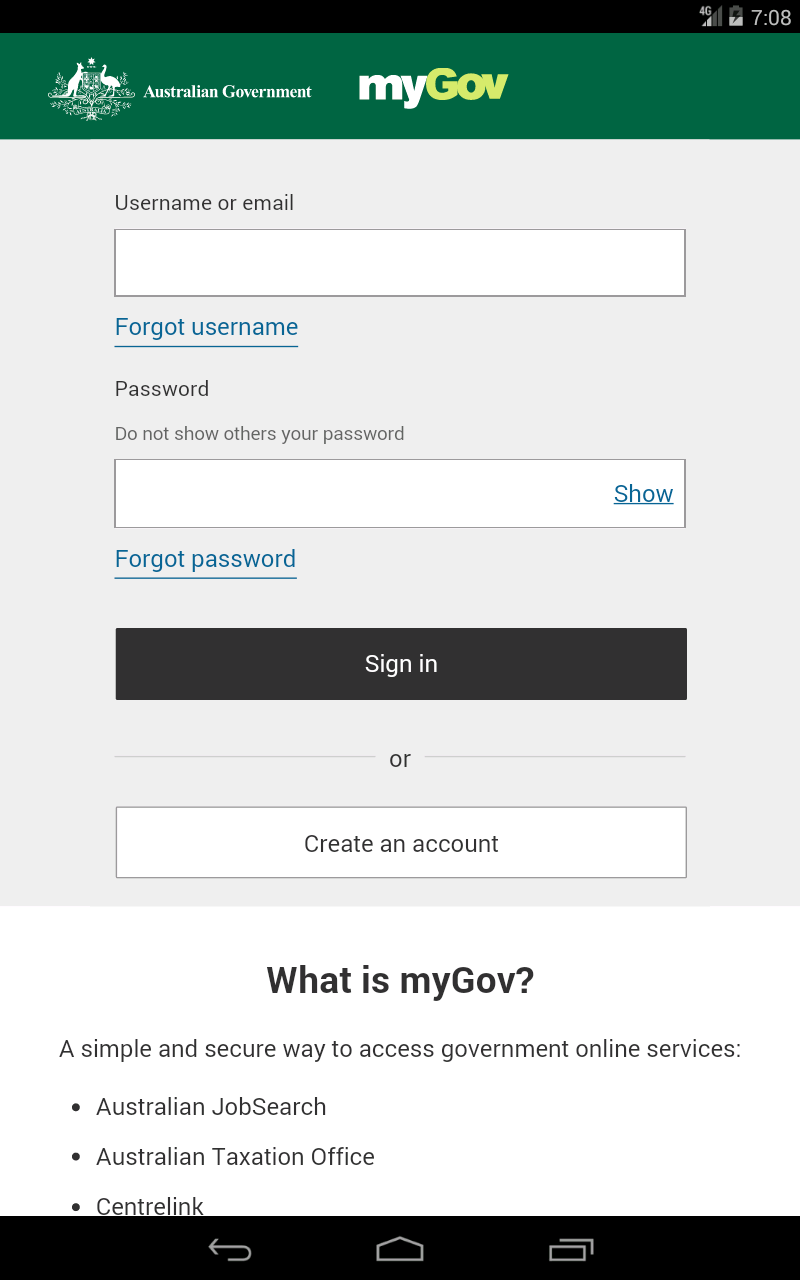 4G 7:08
Australian Government myGov
Username or email
Forgot username
Password
Do not show others your password
Show
Forgot password
Sign in
or
Create an account
What is myGov?
A simple and secure way to access government online services:
• Australian JobSearch
• Australian Taxation Office
• Centrelink